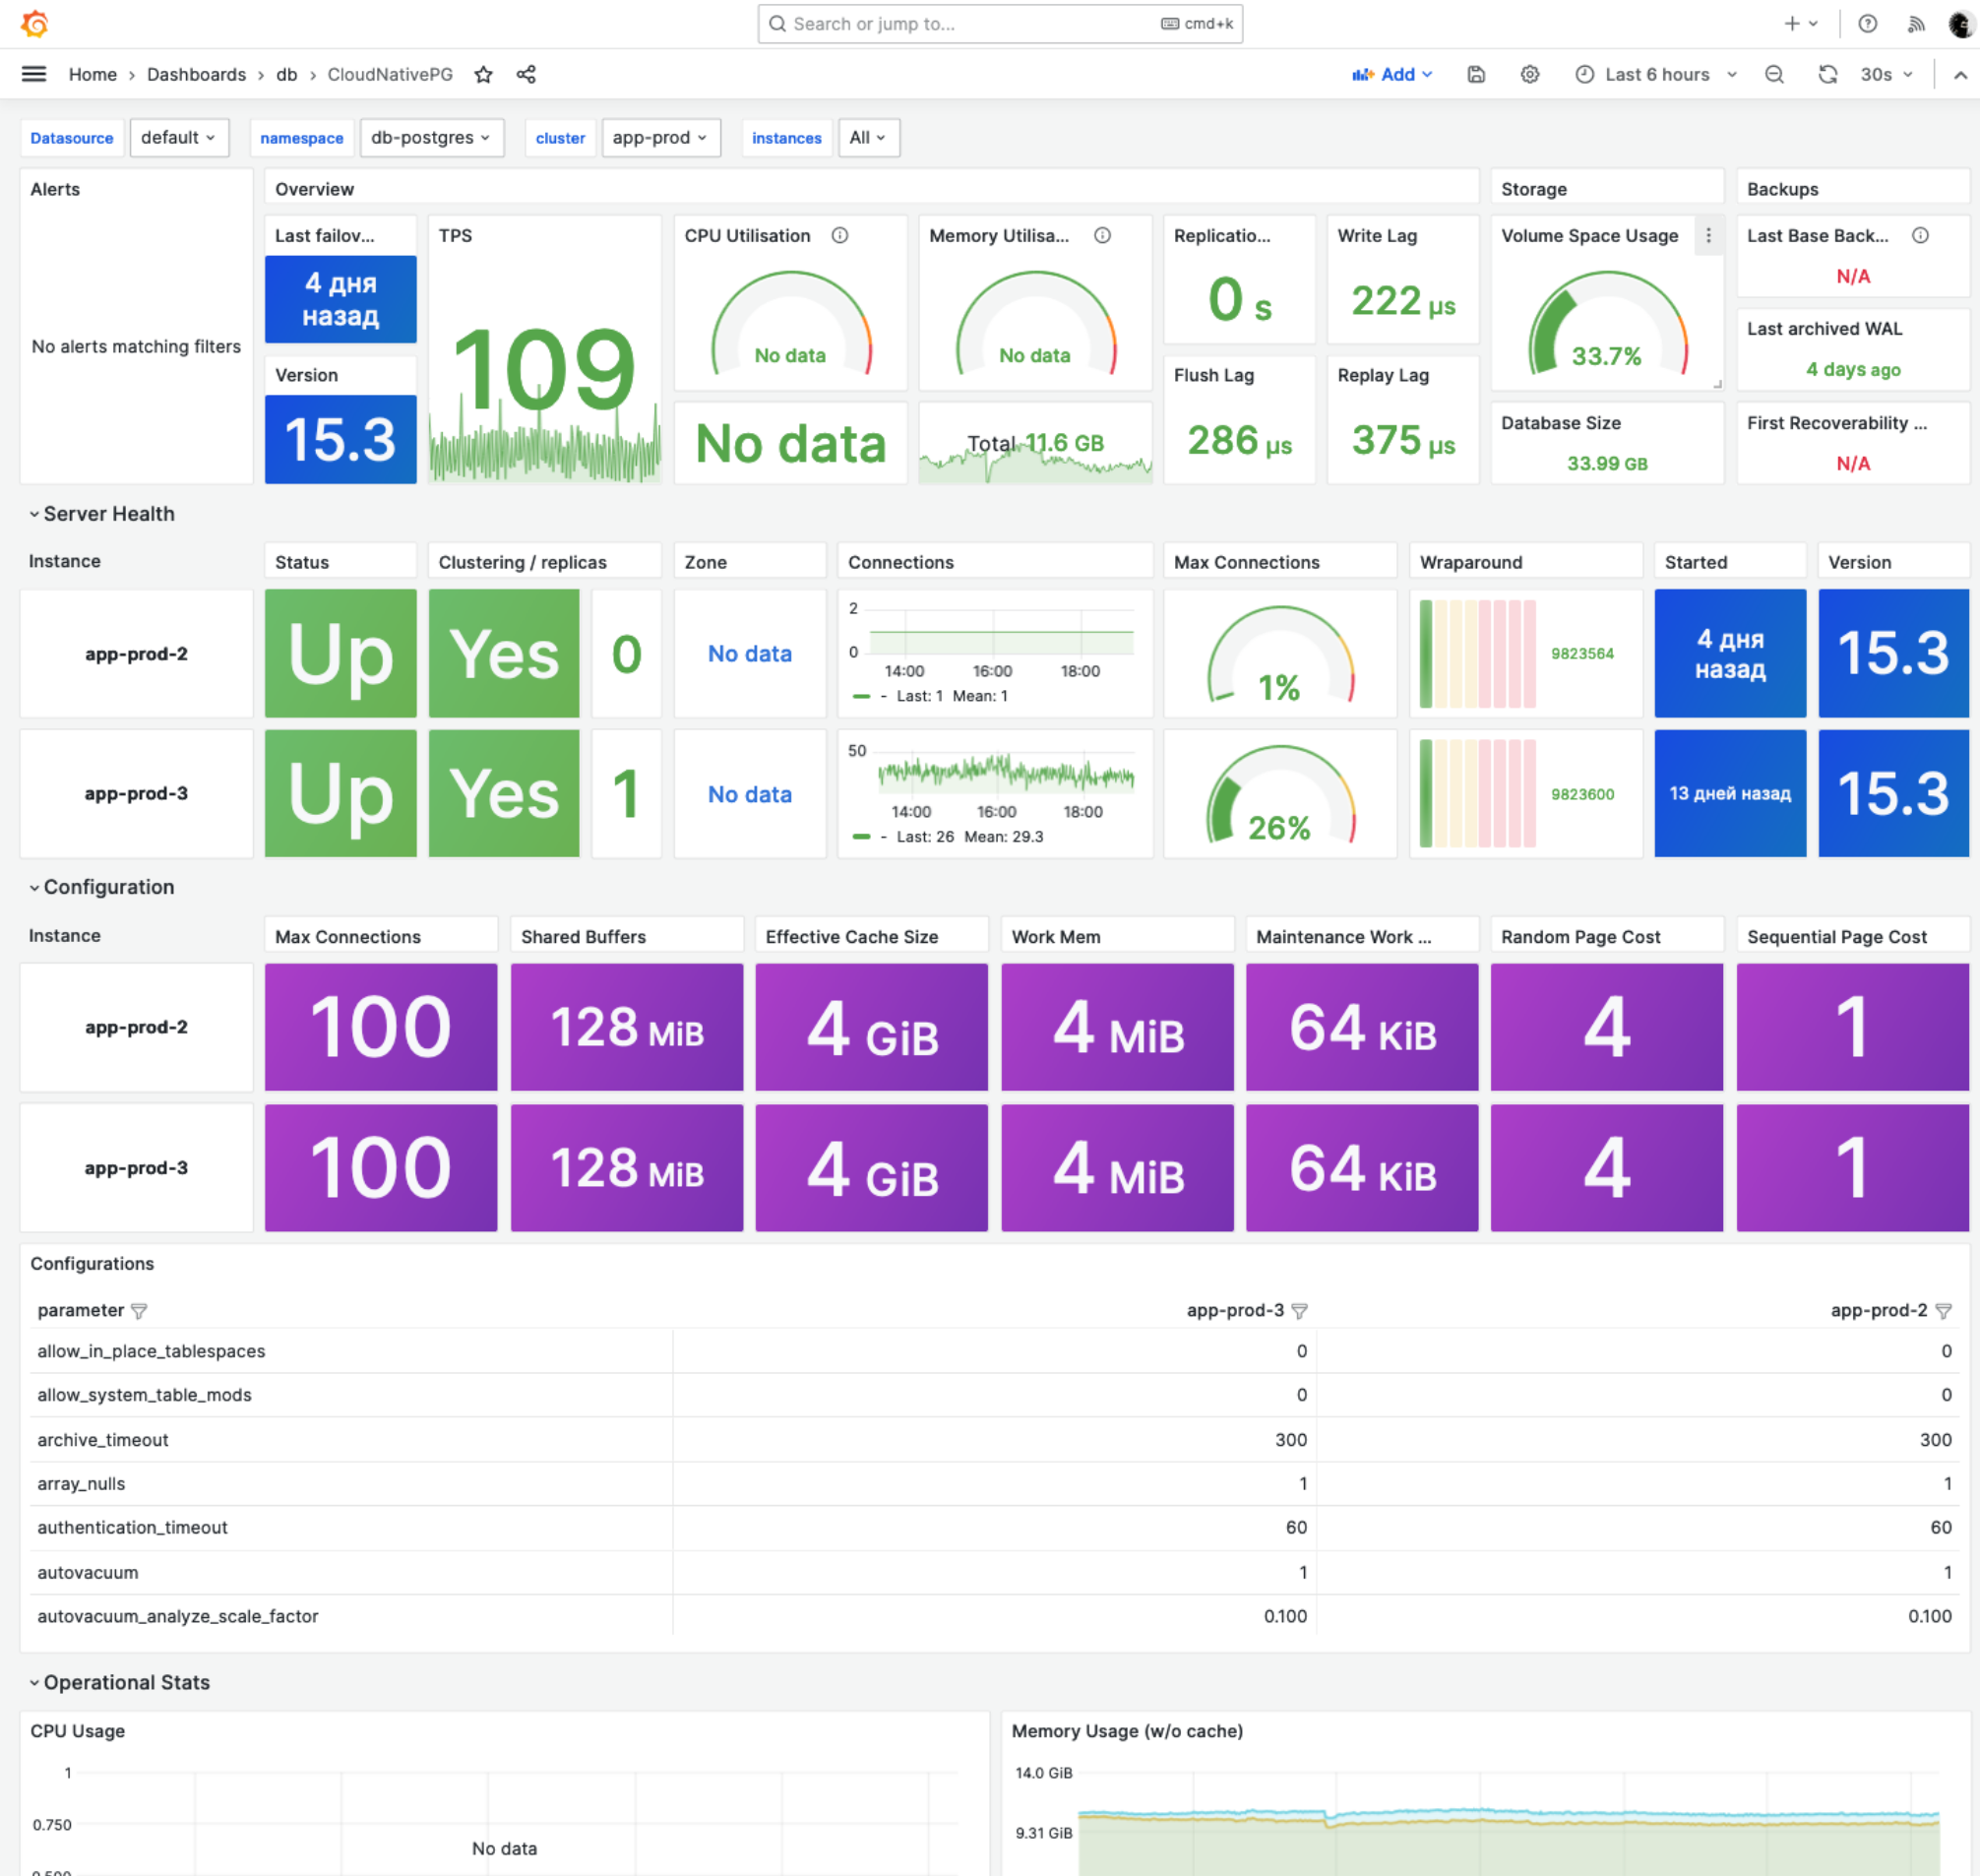 Search or jump to... cmd+k
Home › Dashboards › db › CloudNativePG Add Last 6 hours 30s
Datasource default namespace db-postgres cluster app-prod instances All
Alerts
No alerts matching filters
Overview
Storage
Backups
Last failov...
4 дня
назад
Version
15.3
TPS
109
CPU Utilisation
No data
No data
Memory Utilisa...
No data
Total 11.6 GB
Replicatio...
0 s
Write Lag
222 µs
Flush Lag
286 µs
Replay Lag
375 µs
Volume Space Usage
33.7%
Database Size
33.99 GB
Last Base Back...
N/A
Last archived WAL
4 days ago
First Recoverability ...
N/A
Server Health
Instance Status Clustering / replicas Zone Connections Max Connections Wraparound Started Version
app-prod-2
Up
Yes
0
No data
2
0
14:00 16:00 18:00
- Last: 1 Mean: 1
1%
9823564
4 дня
назад
15.3
app-prod-3
Up
Yes
1
No data
50
14:00 16:00 18:00
- Last: 26 Mean: 29.3
26%
9823600
13 дней назад
15.3
Configuration
Instance Max Connections Shared Buffers Effective Cache Size Work Mem Maintenance Work ... Random Page Cost Sequential Page Cost
app-prod-2 100 128 MiB 4 GiB 4 MiB 64 KiB 4 1
app-prod-3 100 128 MiB 4 GiB 4 MiB 64 KiB 4 1
Configurations
parameter app-prod-3 app-prod-2
allow_in_place_tablespaces 0 0
allow_system_table_mods 0 0
archive_timeout 300 300
array_nulls 1 1
authentication_timeout 60 60
autovacuum 1 1
autovacuum_analyze_scale_factor 0.100 0.100
Operational Stats
CPU Usage
1
0.750
No data
Memory Usage (w/o cache)
14.0 GiB
9.31 GiB